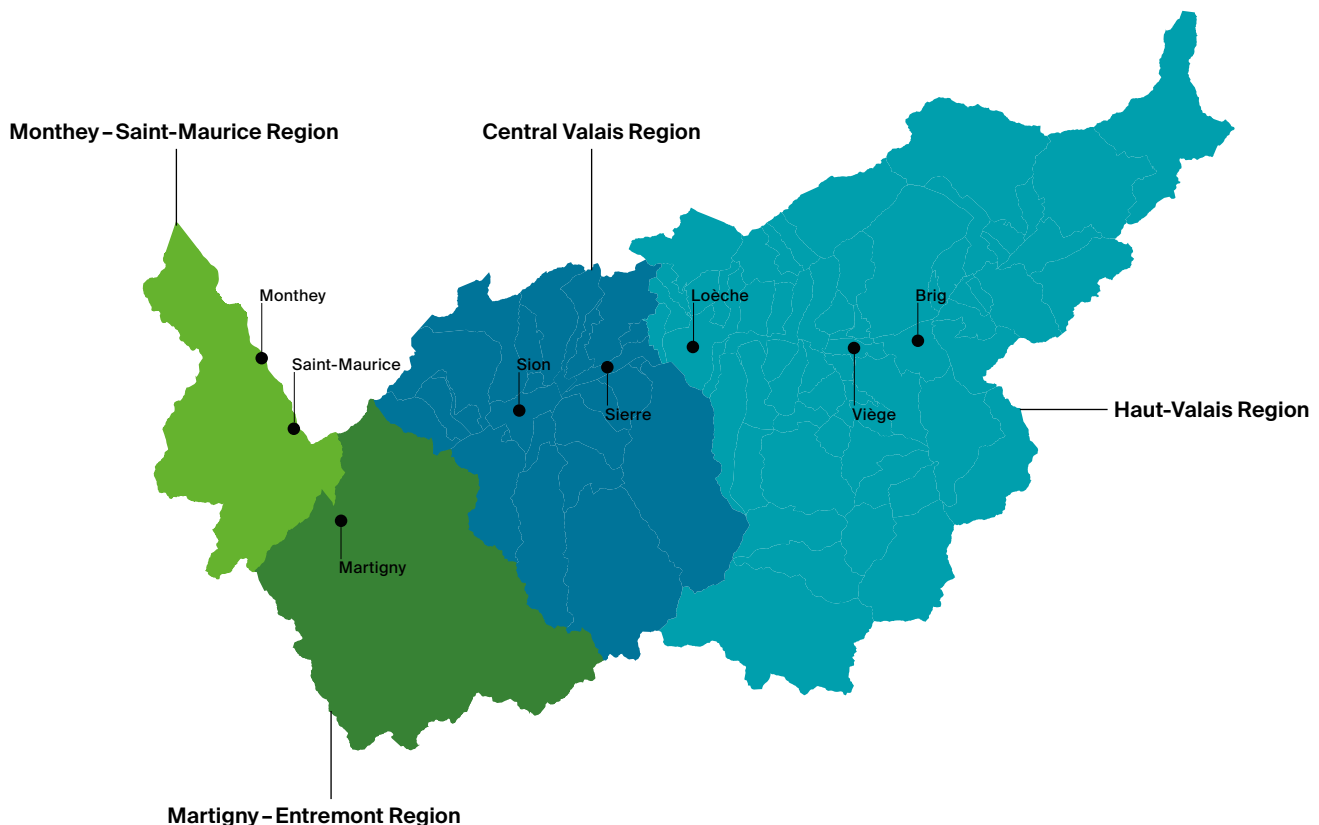 Monthey – Saint-Maurice Region
Central Valais Region
Monthey
Loèche
Brig
Saint-Maurice
Sion
Sierre
Viège
Haut-Valais Region
Martigny
Martigny – Entremont Region